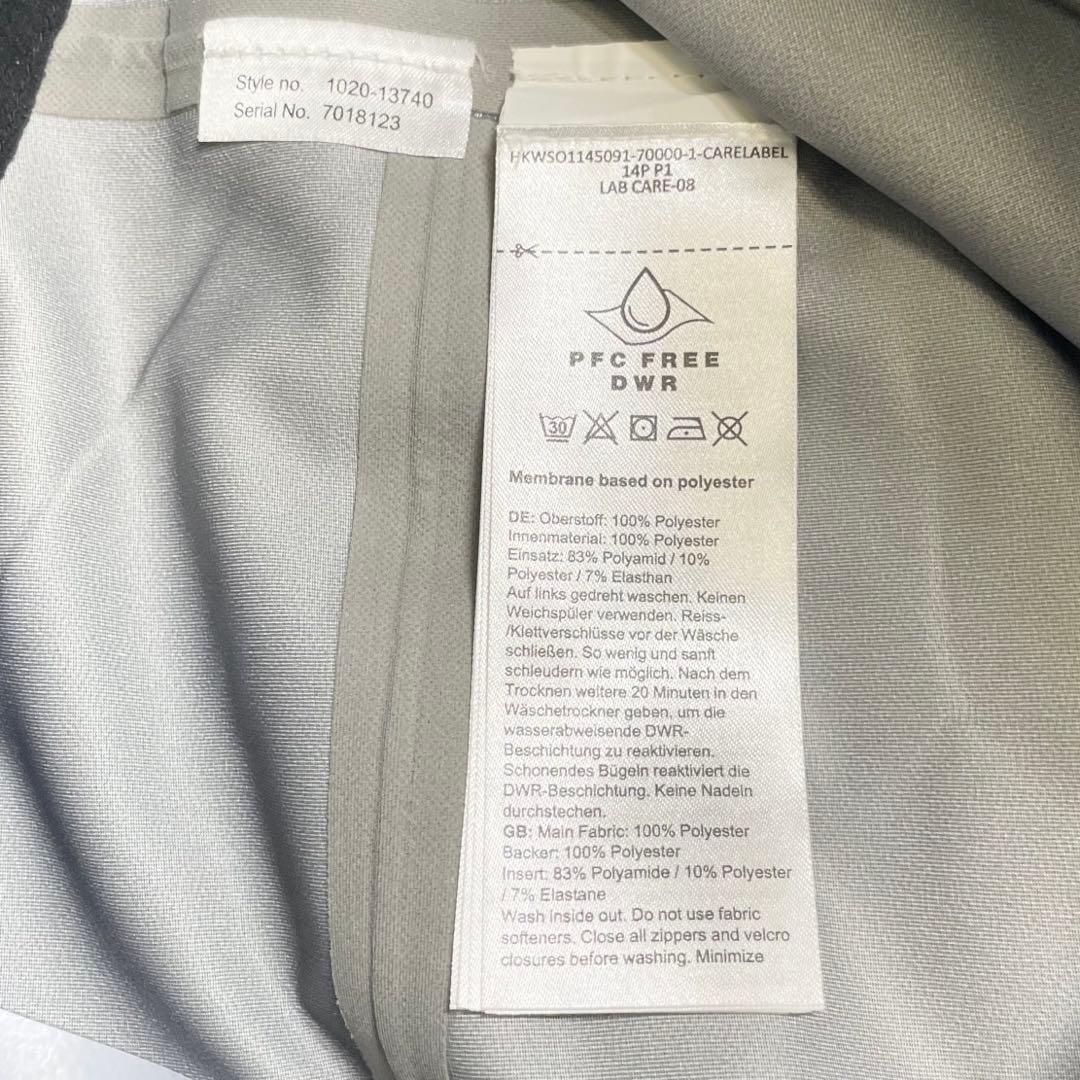 Style no. 1020-13740
Serial No. 7018123
HKWSO1145091-70000-1-CARELABEL
14P P1
LAB CARE-08
PFC FREE
DWR
30
Membrane based on polyester
DE: Oberstoff: 100% Polyester
Innenmaterial: 100% Polyester
Einsatz: 83% Polyamid / 10%
Polyester / 7% Elasthan
Auf links gedreht waschen. Keinen
Weichspüler verwenden. Reiss-
/Klettverschlüsse vor der Wäsche
schließen. So wenig und sanft
schleudern wie möglich. Nach dem
Trocknen weitere 20 Minuten in den
Wäschetrockner geben, um die
wasserabweisende DWR-
Beschichtung zu reaktivieren.
Schonendes Bügeln reaktiviert die
DWR-Beschichtung. Keine Nadeln
durchstechen.
GB: Main Fabric: 100% Polyester
Backer: 100% Polyester
Insert: 83% Polyamide / 10% Polyester
/ 7% Elastane
Wash inside out. Do not use fabric
softeners. Close all zippers and velcro
closures before washing. Minimize